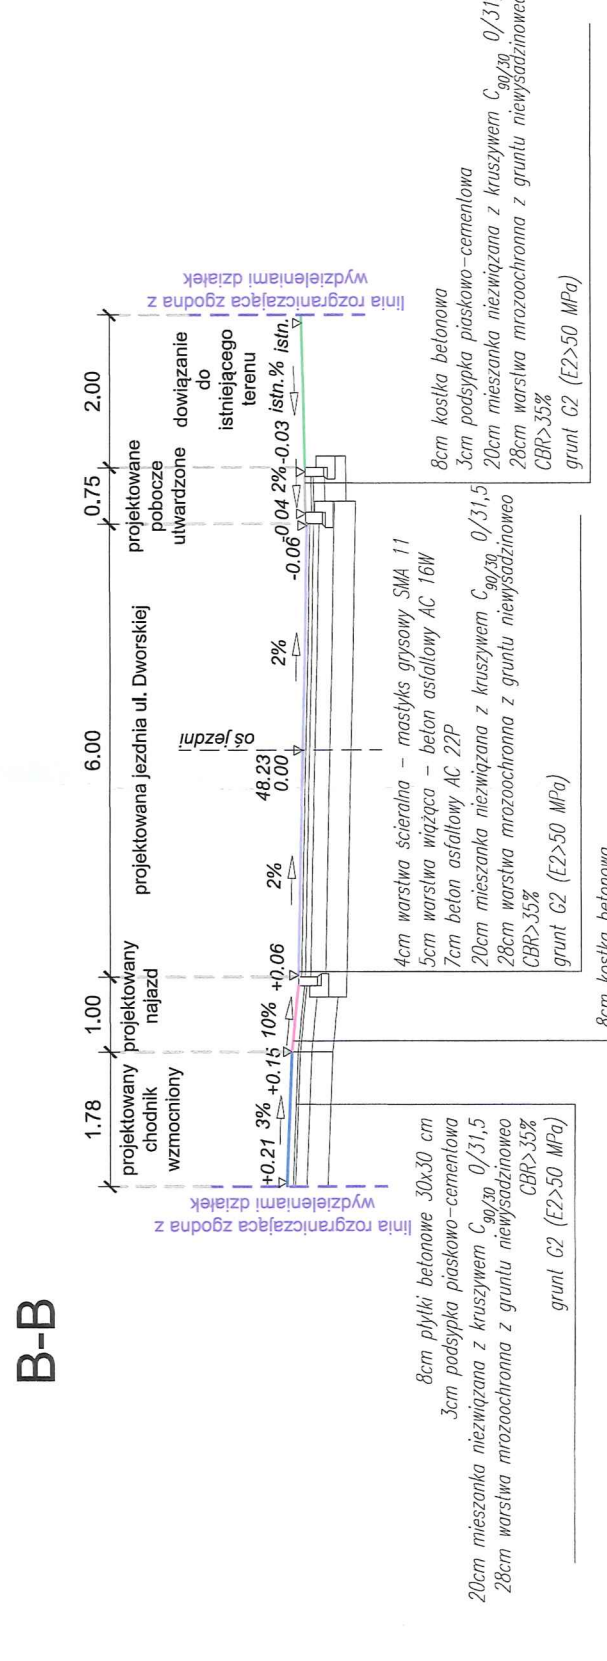 B-B
1.78
1.00
6.00
0.75
2.00
projektowany
chodnik
wzmocniony
projektowany
najazd
projektowana jezdnia ul. Dworskiej
projektowane
pobocze
utwardzone
dowiązanie
do
istniejącego
terenu
linia rozgraniczająca zgodna z
wydzieleniami działek
linia rozgraniczająca zgodna z
wydzieleniami działek
oś jezdni
+0.21
3%
+0.15
10%
+0.06
2%
48.23
0.00
2%
-0.06
-0.04
2%
-0.03
istn.%
istn.
8cm płytki betonowe 30x30 cm
3cm podsypka piaskowo-cementowa
20cm mieszanka niezwiązana z kruszywem C90/30 0/31,5
28cm warstwa mrozoochronna z gruntu niewysadzinoweo
CBR>35%
grunt G2 (E2>50 MPa)
4cm warstwa ścieralna - mastyks grysowy SMA 11
5cm warstwa wiążąca - beton asfaltowy AC 16W
7cm beton asfaltowy AC 22P
20cm mieszanka niezwiązana z kruszywem C90/30 0/31,5
28cm warstwa mrozoochronna z gruntu niewysadzinoweo
CBR>35%
grunt G2 (E2>50 MPa)
8cm kostka betonowa
3cm podsypka piaskowo-cementowa
20cm mieszanka niezwiązana z kruszywem C90/30 0/31,
28cm warstwa mrozoochronna z gruntu niewysadzinoweo
CBR>35%
grunt G2 (E2>50 MPa)
8cm kostka betonowa